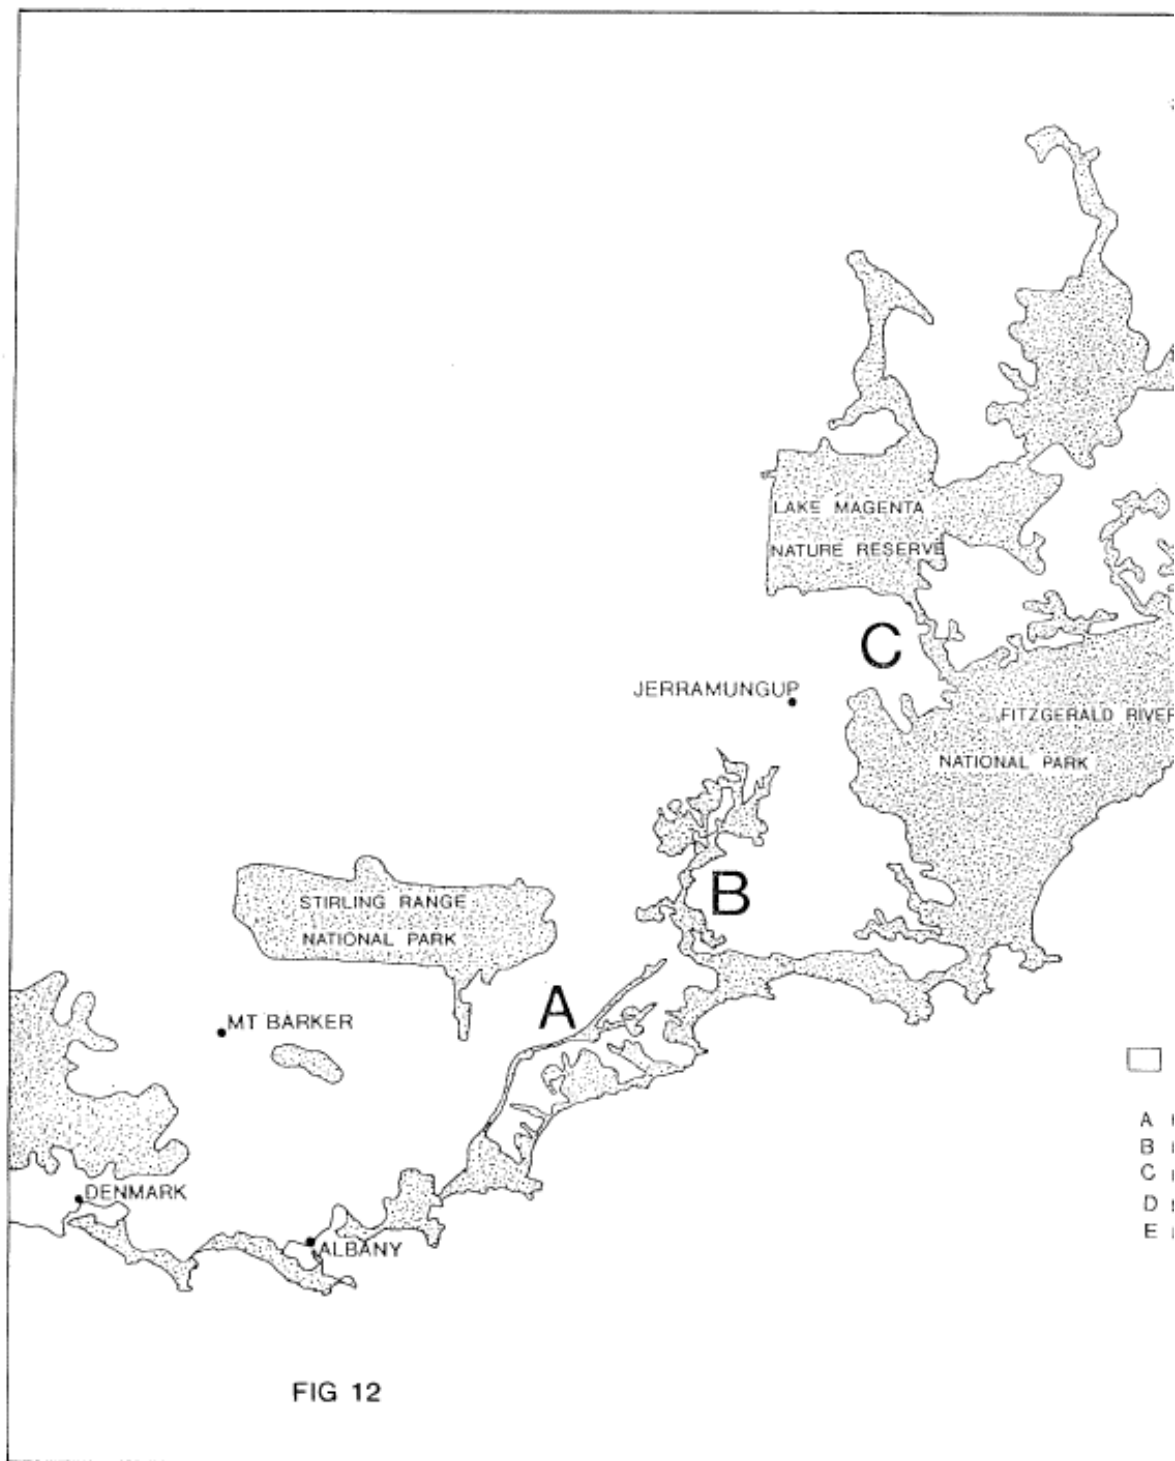 LAKE MAGENTA
NATURE RESERVE
C
JERRAMUNGUP
FITZGERALD RIVER
NATIONAL PARK
B
STIRLING RANGE
NATIONAL PARK
A
MT BARKER
DENMARK
ALBANY
A
B
C
D
E
FIG 12